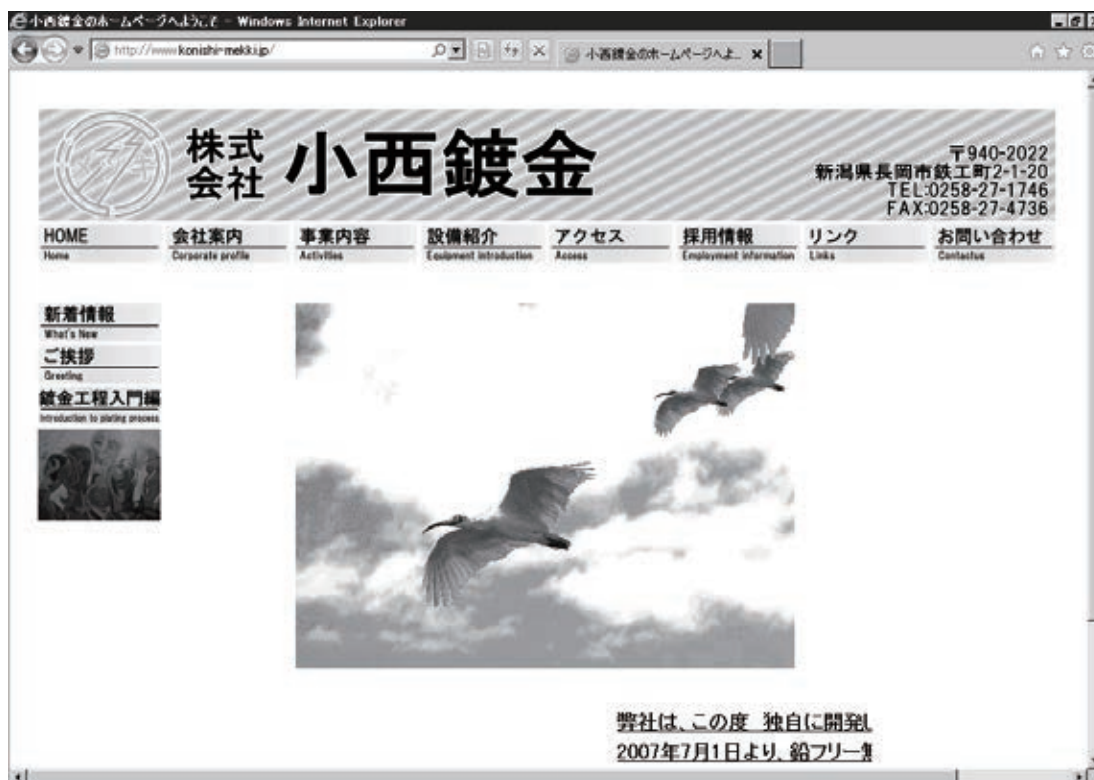 小西鍍金のホームページへようこそ - Windows Internet Explorer
http://www.konishi-mekki.jp/
小西鍍金のホームページへよ...
株式会社 小西鍍金
〒940-2022
新潟県長岡市鉄工町2-1-20
TEL:0258-27-1746
FAX:0258-27-4736
HOME 会社案内 事業内容 設備紹介 アクセス 採用情報 リンク お問い合わせ
Home Corporate profile Activities Equipment introduction Access Employment information Links Contactus
新着情報
What's New
ご挨拶
Greeting
鍍金工程入門編
Introduction to plating process
弊社は、この度 独自に開発し
2007年7月1日より、鉛フリー無